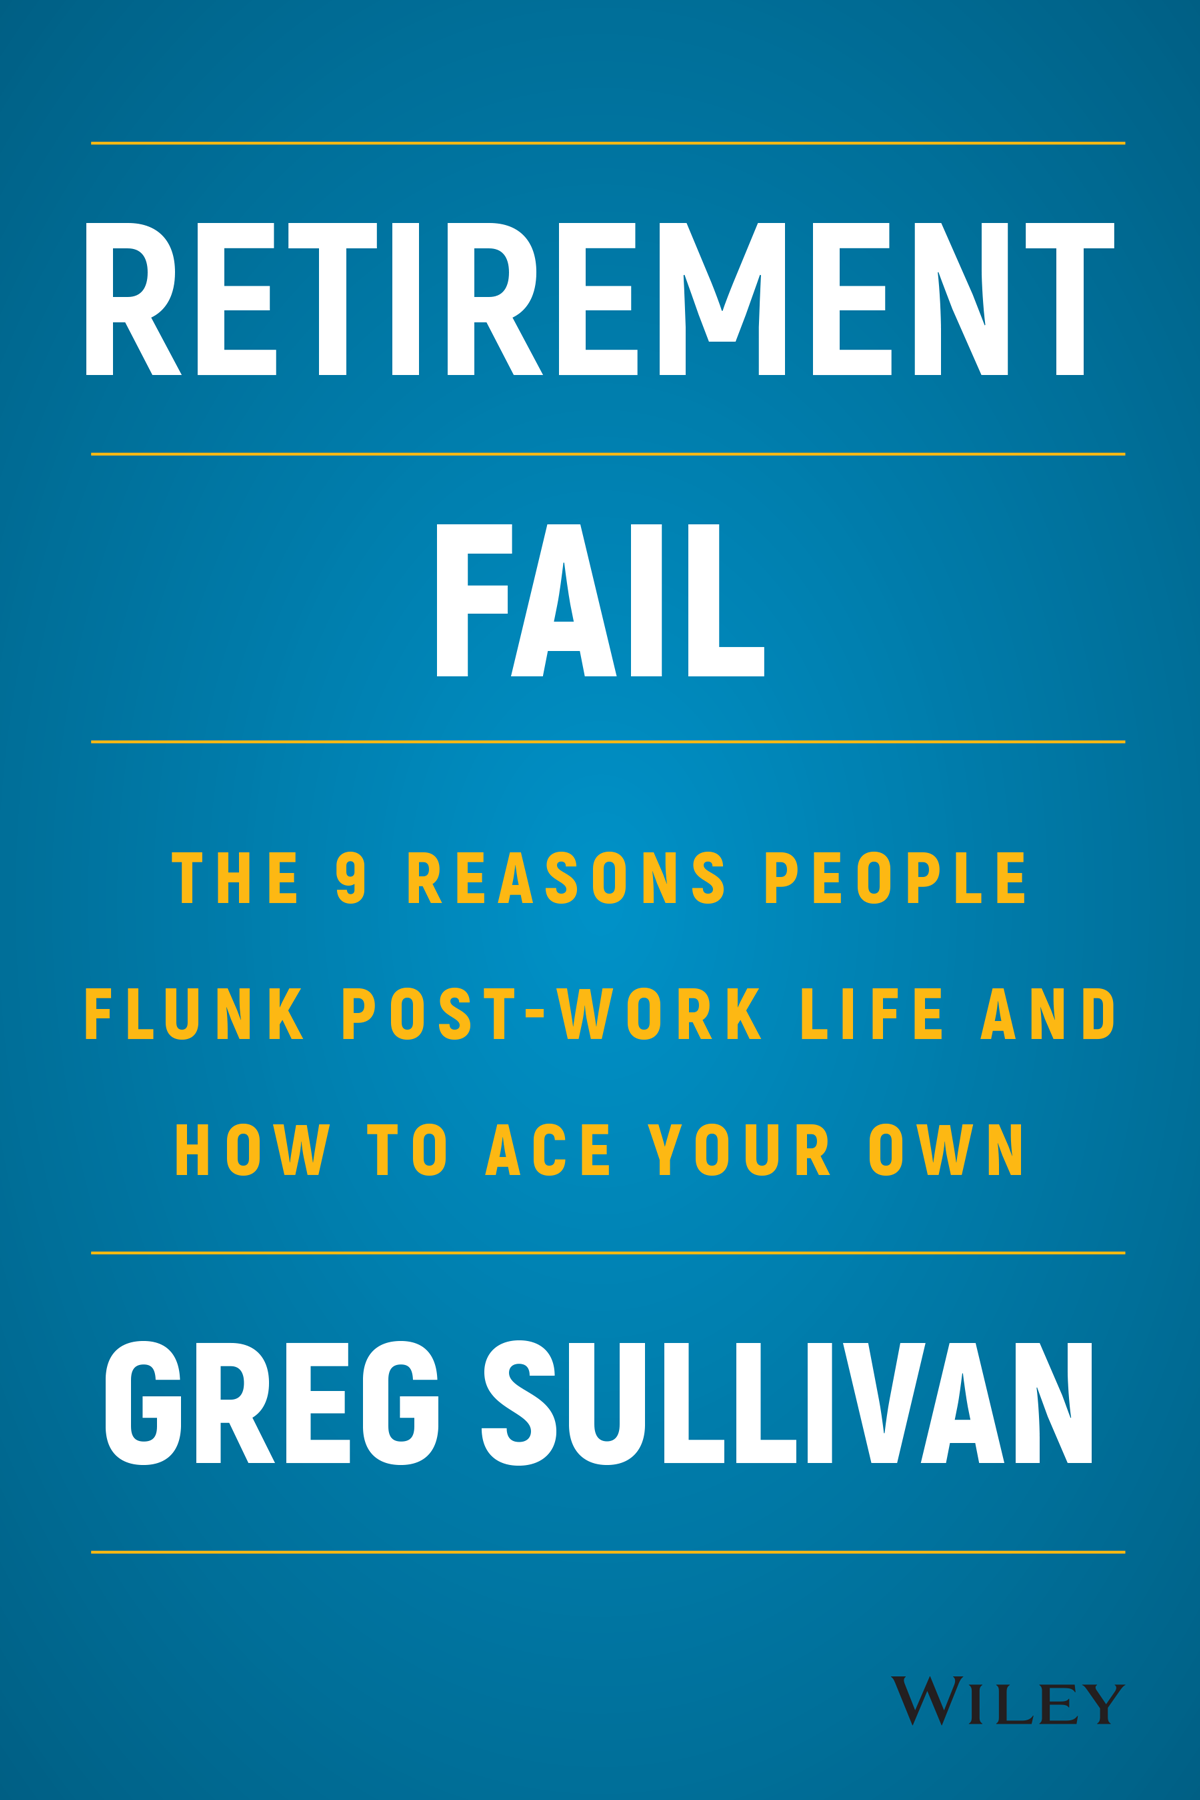 RETIREMENT
FAIL
THE 9 REASONS PEOPLE
FLUNK POST-WORK LIFE AND
HOW TO ACE YOUR OWN
GREG SULLIVAN
WILEY